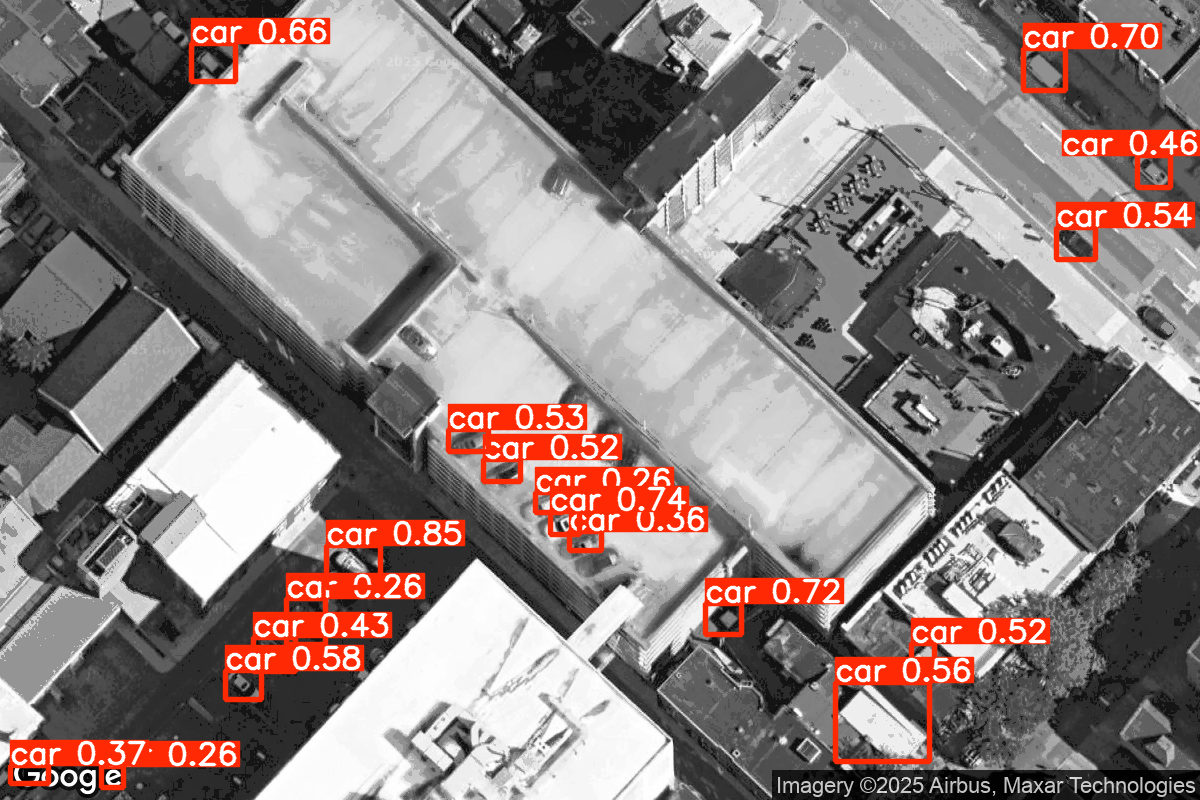 car 0.66
car 0.70
car 0.46
car 0.54
car 0.53
car 0.52
car 0.26
car 0.74
car 0.36
car 0.85
car 0.26
car 0.72
car 0.43
car 0.52
car 0.58
car 0.56
car 0.37 0.26
Google
Imagery ©2025 Airbus, Maxar Technologies